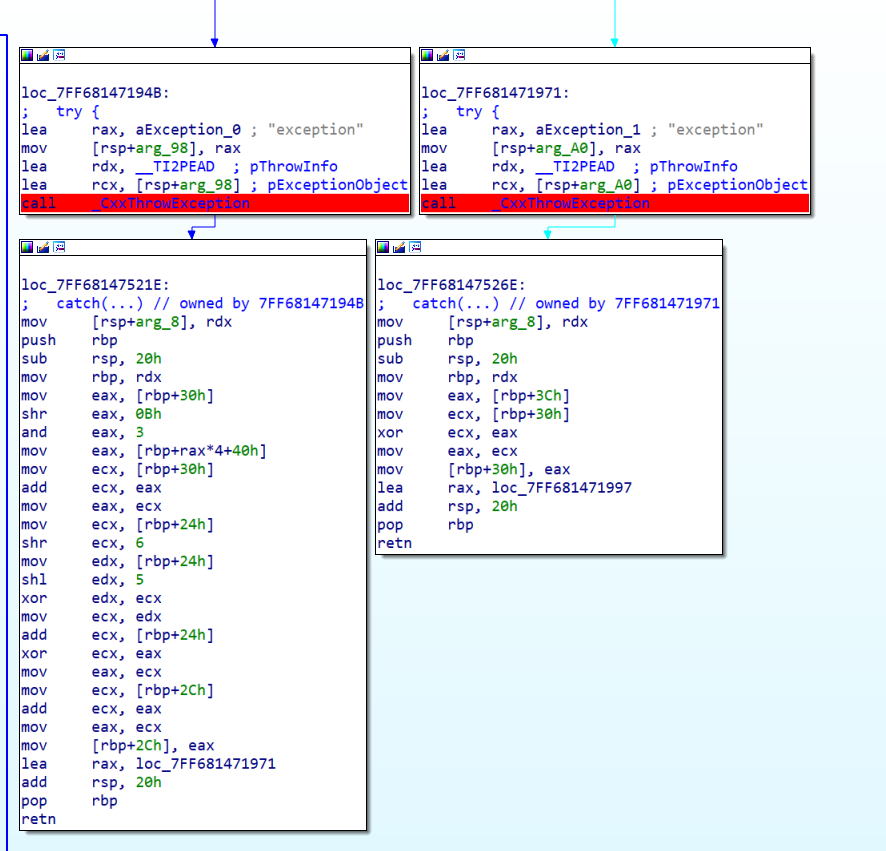 loc_7FF68147194B:
;   try {
lea     rax, aException_0 ; "exception"
mov     [rsp+arg_98], rax
lea     rdx, __TI2PEAD  ; pThrowInfo
lea     rcx, [rsp+arg_98] ; pExceptionObject
call    _CxxThrowException
loc_7FF681471971:
;   try {
lea     rax, aException_1 ; "exception"
mov     [rsp+arg_A0], rax
lea     rdx, __TI2PEAD  ; pThrowInfo
lea     rcx, [rsp+arg_A0] ; pExceptionObject
call    _CxxThrowException
loc_7FF68147521E:
;   catch(...) // owned by 7FF68147194B
mov     [rsp+arg_8], rdx
push    rbp
sub     rsp, 20h
mov     rbp, rdx
mov     eax, [rbp+30h]
shr     eax, 0Bh
and     eax, 3
mov     eax, [rbp+rax*4+40h]
mov     ecx, [rbp+30h]
add     ecx, eax
mov     eax, ecx
mov     ecx, [rbp+24h]
shr     ecx, 6
mov     edx, [rbp+24h]
shl     edx, 5
xor     edx, ecx
mov     ecx, edx
add     ecx, [rbp+24h]
xor     ecx, eax
mov     eax, ecx
mov     ecx, [rbp+2Ch]
add     ecx, eax
mov     eax, ecx
mov     [rbp+2Ch], eax
lea     rax, loc_7FF681471971
add     rsp, 20h
pop     rbp
retn
loc_7FF68147526E:
;   catch(...) // owned by 7FF681471971
mov     [rsp+arg_8], rdx
push    rbp
sub     rsp, 20h
mov     rbp, rdx
mov     eax, [rbp+3Ch]
mov     ecx, [rbp+30h]
xor     ecx, eax
mov     eax, ecx
mov     [rbp+30h], eax
lea     rax, loc_7FF681471997
add     rsp, 20h
pop     rbp
retn